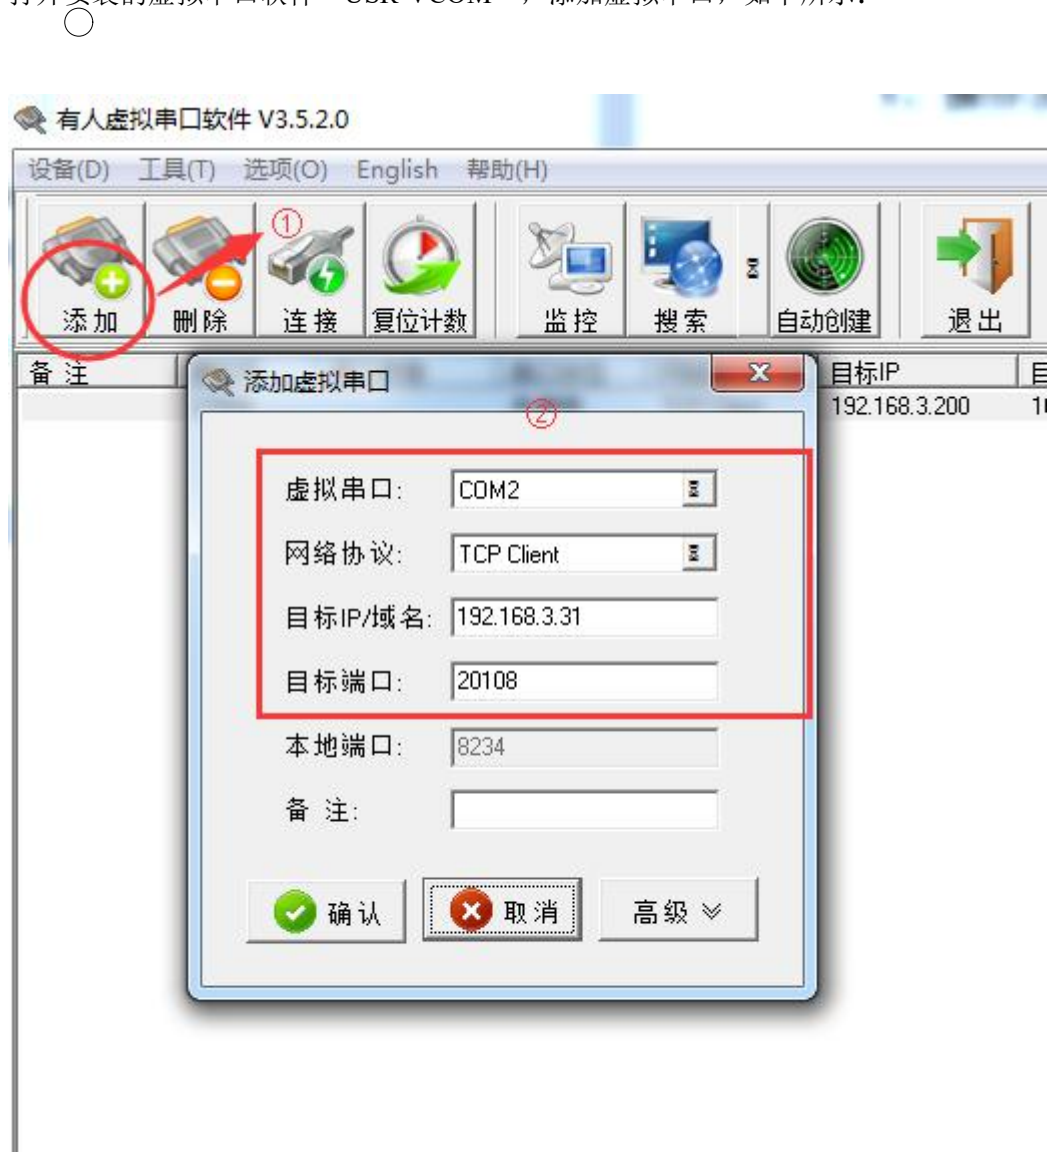 有人虚拟串口软件 V3.5.2.0
设备(D) 工具(T) 选项(O) English 帮助(H)
①
添加 删除 连接 复位计数 监控 搜索 自动创建 退出
备 注 目标IP
192.168.3.200
添加虚拟串口
②
虚拟串口: COM2
网络协议: TCP Client
目标IP/域名: 192.168.3.31
目标端口: 20108
本地端口: 8234
备 注:
确认 取消 高级